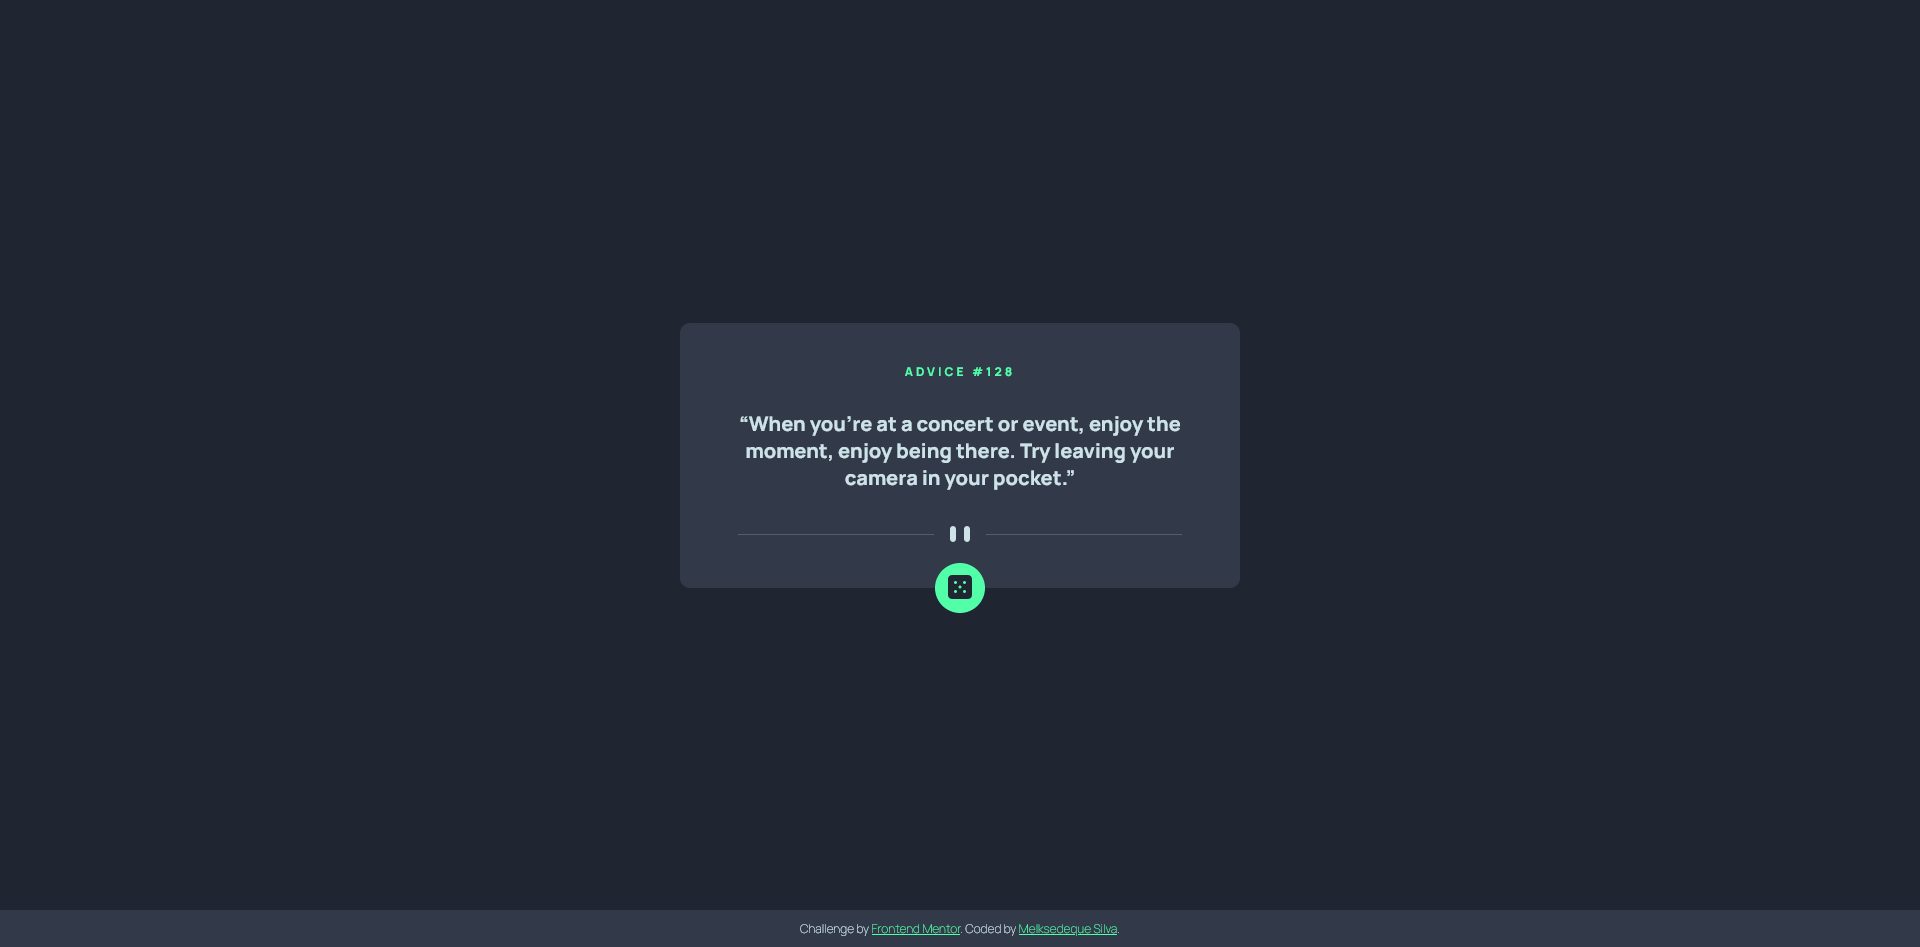 ADVICE #128
“When you’re at a concert or event, enjoy the
moment, enjoy being there. Try leaving your
camera in your pocket.”
Challenge by Frontend Mentor. Coded by Melksedeque Silva.